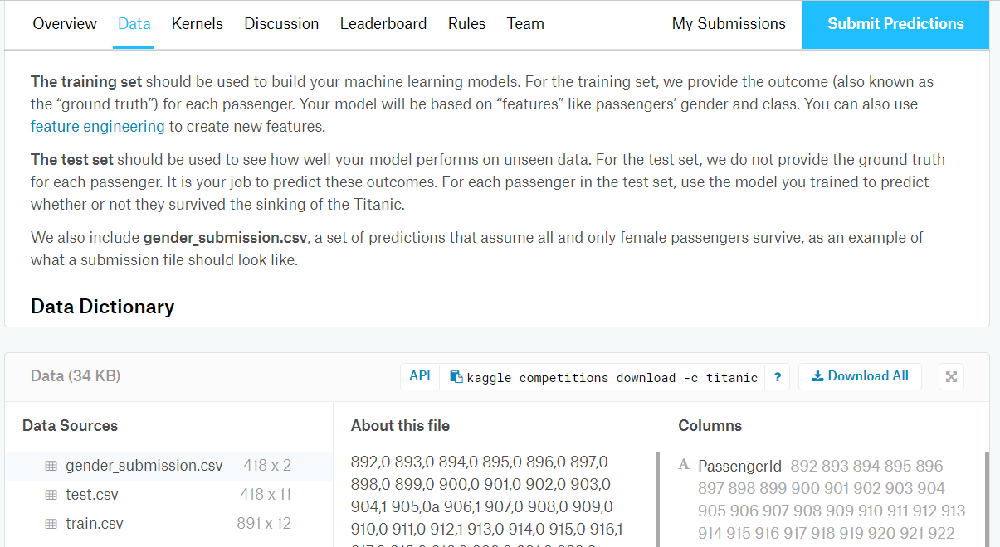 Overview Data Kernels Discussion Leaderboard Rules Team My Submissions Submit Predictions
The training set should be used to build your machine learning models. For the training set, we provide the outcome (also known as
the “ground truth”) for each passenger. Your model will be based on “features” like passengers’ gender and class. You can also use
feature engineering to create new features.
The test set should be used to see how well your model performs on unseen data. For the test set, we do not provide the ground truth
for each passenger. It is your job to predict these outcomes. For each passenger in the test set, use the model you trained to predict
whether or not they survived the sinking of the Titanic.
We also include gender_submission.csv, a set of predictions that assume all and only female passengers survive, as an example of
what a submission file should look like.
Data Dictionary
Data (34 KB) API kaggle competitions download -c titanic ? Download All
Data Sources
gender_submission.csv 418 x 2
test.csv 418 x 11
train.csv 891 x 12
About this file
892,0 893,0 894,0 895,0 896,0 897,0
898,0 899,0 900,0 901,0 902,0 903,0
904,1 905,0a 906,1 907,0 908,0 909,0
910,0 911,0 912,1 913,0 914,0 915,0 916,1
Columns
A PassengerId 892 893 894 895 896
897 898 899 900 901 902 903 904
905 906 907 908 909 910 911 912 913
914 915 916 917 918 919 920 921 922